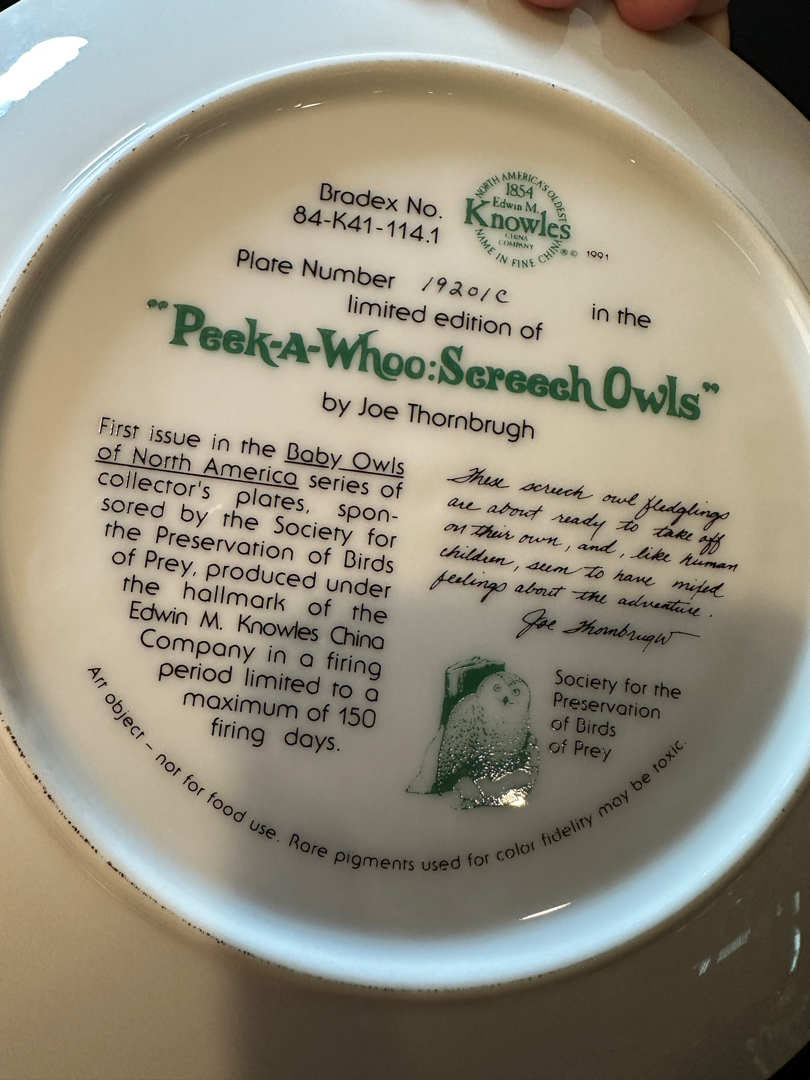 Bradex No.
84-K41-114.1
NORTH AMERICA'S OLDEST
1854
Edwin M.
Knowles
CHINA
COMPANY
NAME IN FINE CHINA
®© 1991
Plate Number 19201C in the
limited edition of
"Peek-A-Whoo: Screech Owls"
by Joe Thornbrugh
First issue in the Baby Owls
of North America series of
collector's plates, spon-
sored by the Society for
the Preservation of Birds
of Prey, produced under
the hallmark of the
Edwin M. Knowles China
Company in a firing
period limited to a
maximum of 150
firing days.
These screech owl fledglings
are about ready to take off
on their own, and, like human
children, seem to have mixed
feelings about the adventure.
Joe Thornbrugh
Society for the
Preservation
of Birds
of Prey
Art object – not for food use. Rare pigments used for color fidelity may be toxic.